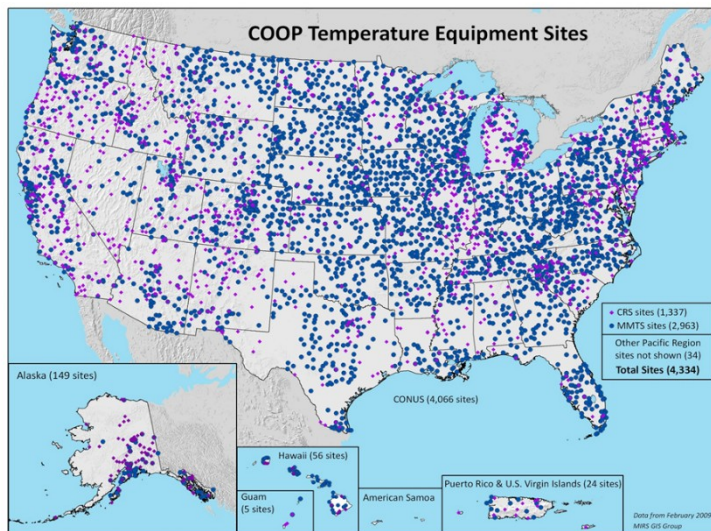 COOP Temperature Equipment Sites
CRS sites (1,337)
MMTS sites (2,963)
Other Pacific Region
sites not shown (34)
Total Sites (4,334)
Alaska (149 sites)
CONUS (4,066 sites)
Hawaii (56 sites)
Guam
(5 sites)
American Samoa
Puerto Rico & U.S. Virgin Islands (24 sites)
Data from February 2009
MIRS GIS Group